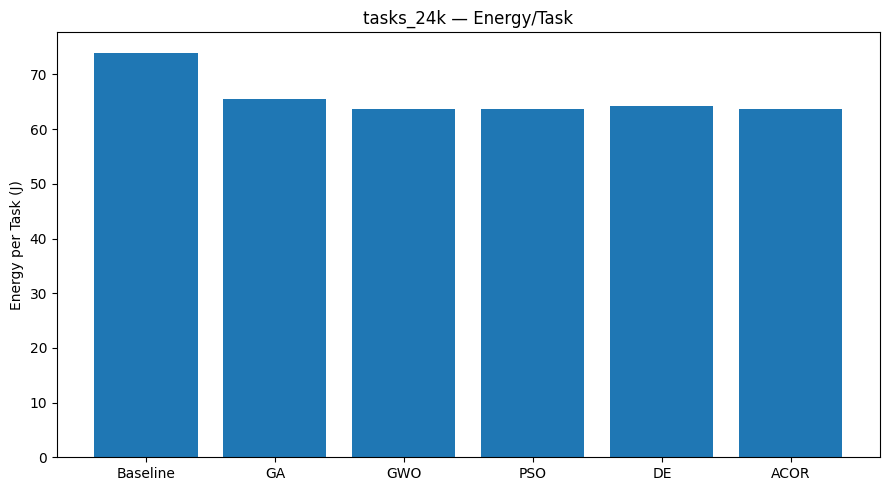 tasks_24k — Energy/Task
Energy per Task (J)
70
60
50
40
30
20
10
0
Baseline GA GWO PSO DE ACOR